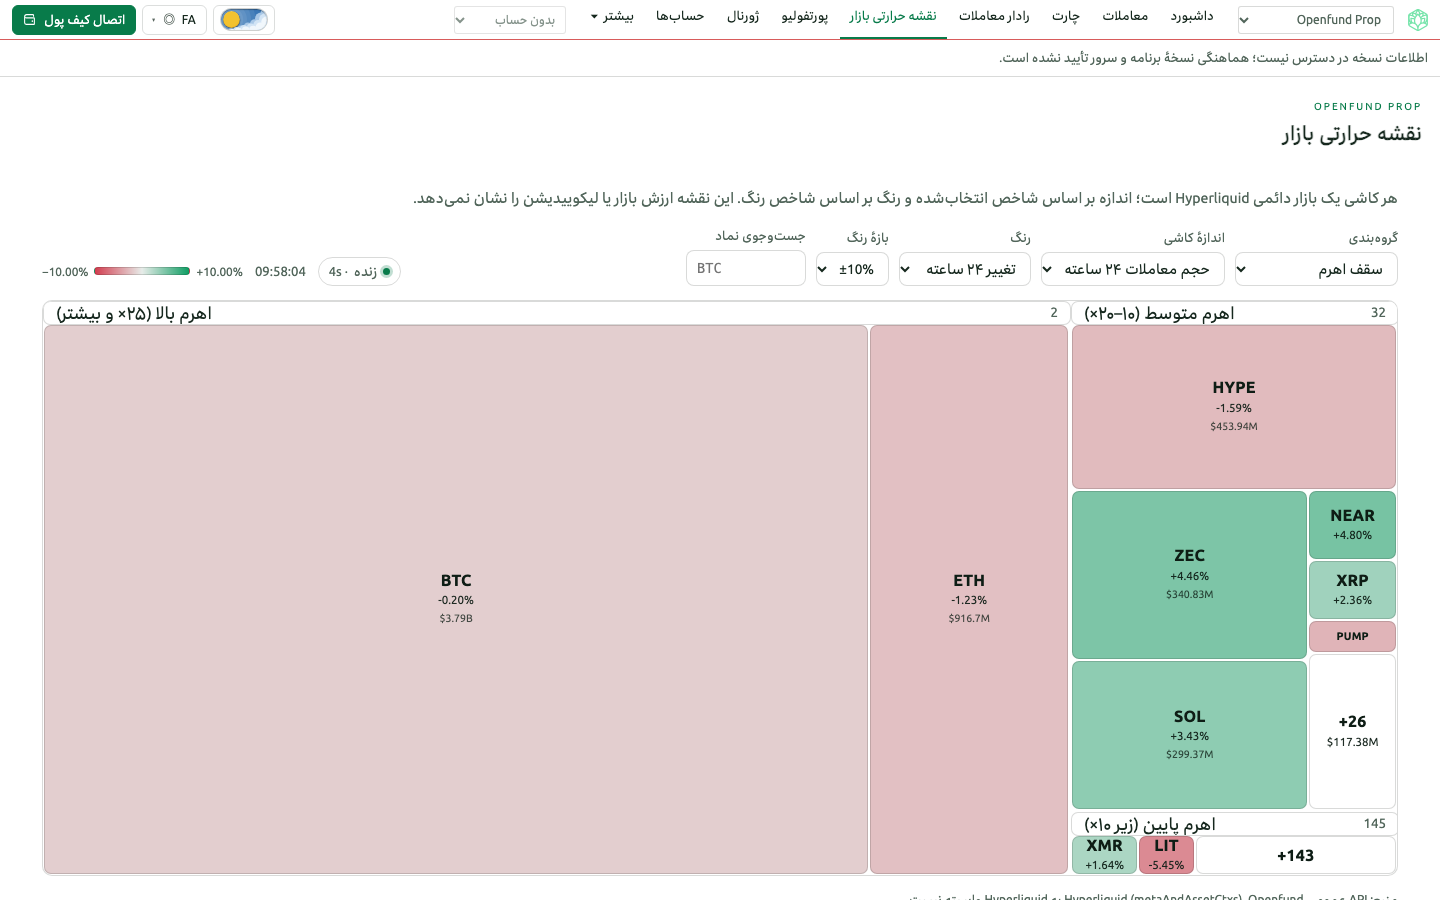 Openfund Prop
داشبورد
معاملات
چارت
رادار معاملات
نقشه حرارتی بازار
پورتفولیو
ژورنال
حساب‌ها
بیشتر
بدون حساب
FA
اتصال کیف پول
اطلاعات نسخه در دسترس نیست؛ هماهنگی نسخهٔ برنامه و سرور تأیید نشده است.
OPENFUND PROP
نقشه حرارتی بازار
هر کاشی یک بازار دائمی Hyperliquid است؛ اندازه بر اساس شاخص انتخاب‌شده و رنگ بر اساس شاخص رنگ. این نقشه ارزش بازار یا لیکوییدیشن را نشان نمی‌دهد.
گروه‌بندی
سقف اهرم
اندازهٔ کاشی
حجم معاملات ۲۴ ساعته
رنگ
تغییر ۲۴ ساعته
بازهٔ رنگ
±10%
جست‌وجوی نماد
BTC
زنده · 4s
09:58:04
+10.00%
−10.00%
اهرم بالا (۲۵× و بیشتر)
2
BTC
-0.20%
$3.79B
ETH
-1.23%
$916.7M
اهرم متوسط (۱۰–۲۰×)
32
HYPE
-1.59%
$453.94M
ZEC
+4.46%
$340.83M
NEAR
+4.80%
XRP
+2.36%
PUMP
SOL
+3.43%
$299.37M
+26
$117.38M
اهرم پایین (زیر ۱۰×)
145
XMR
+1.64%
LIT
-5.45%
+143